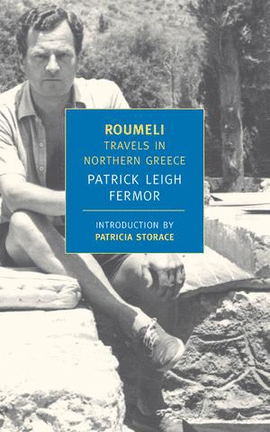 ROUMELI
TRAVELS IN
NORTHERN GREECE
PATRICK LEIGH
FERMOR
INTRODUCTION BY
PATRICIA STORACE